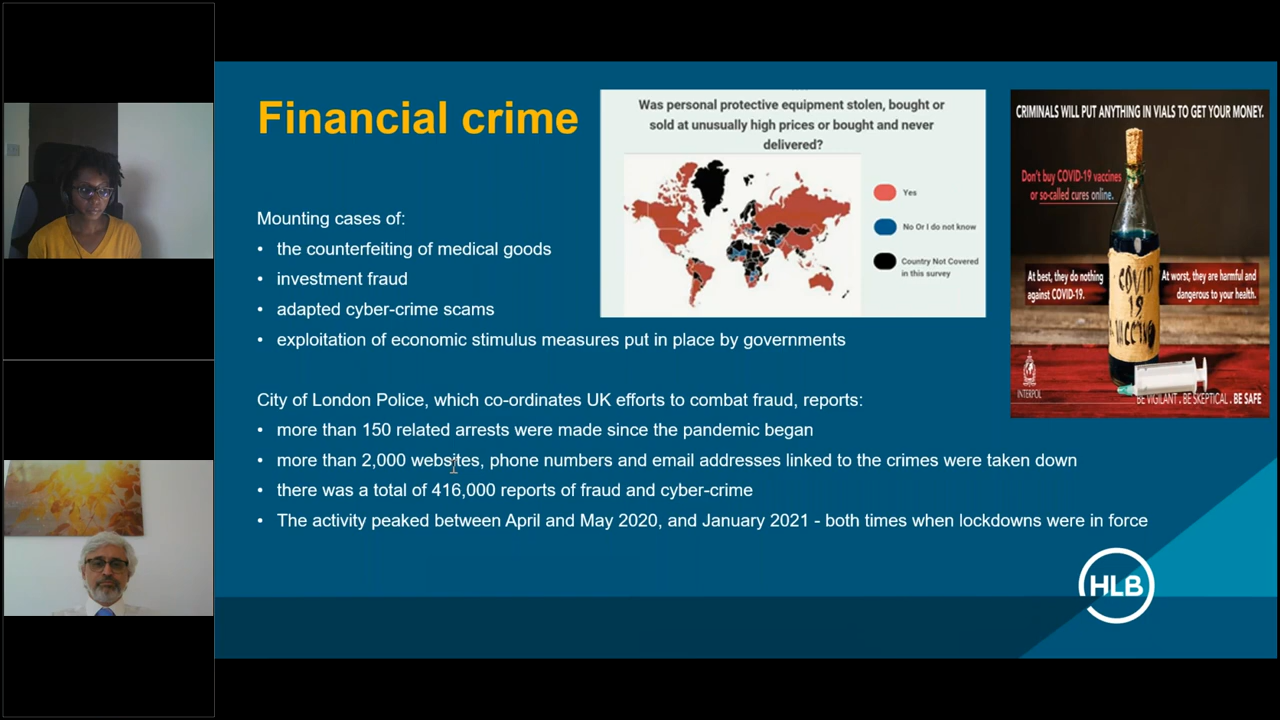 Financial crime
Mounting cases of:
• the counterfeiting of medical goods
• investment fraud
• adapted cyber-crime scams
• exploitation of economic stimulus measures put in place by governments
City of London Police, which co-ordinates UK efforts to combat fraud, reports:
• more than 150 related arrests were made since the pandemic began
• more than 2,000 websites, phone numbers and email addresses linked to the crimes were taken down
• there was a total of 416,000 reports of fraud and cyber-crime
• The activity peaked between April and May 2020, and January 2021 - both times when lockdowns were in force
Was personal protective equipment stolen, bought or
sold at unusually high prices or bought and never
delivered?
Yes
No Or I do not know
Country Not Covered
in this survey
CRIMINALS WILL PUT ANYTHING IN VIALS TO GET YOUR MONEY.
Don't buy COVID-19 vaccines
or so-called cures online.
At best, they do nothing
against COVID-19.
At worst, they are harmful and
dangerous to your health.
COVID
19
VACCINE
INTERPOL
BE VIGILANT . BE SKEPTICAL . BE SAFE
HLB